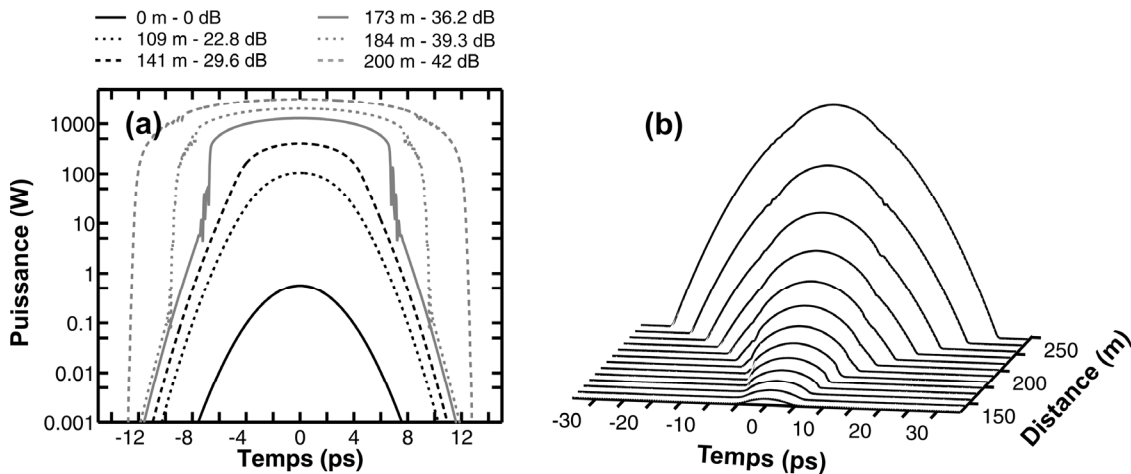 0 m - 0 dB
109 m - 22.8 dB
141 m - 29.6 dB
173 m - 36.2 dB
184 m - 39.3 dB
200 m - 42 dB
(a)
Puissance (W)
1000
100
10
1
0.1
0.01
0.001
-12 -8 -4 0 4 8 12
Temps (ps)
(b)
-30 -20 -10 0 10 20 30
Temps (ps)
150 200 250
Distance (m)